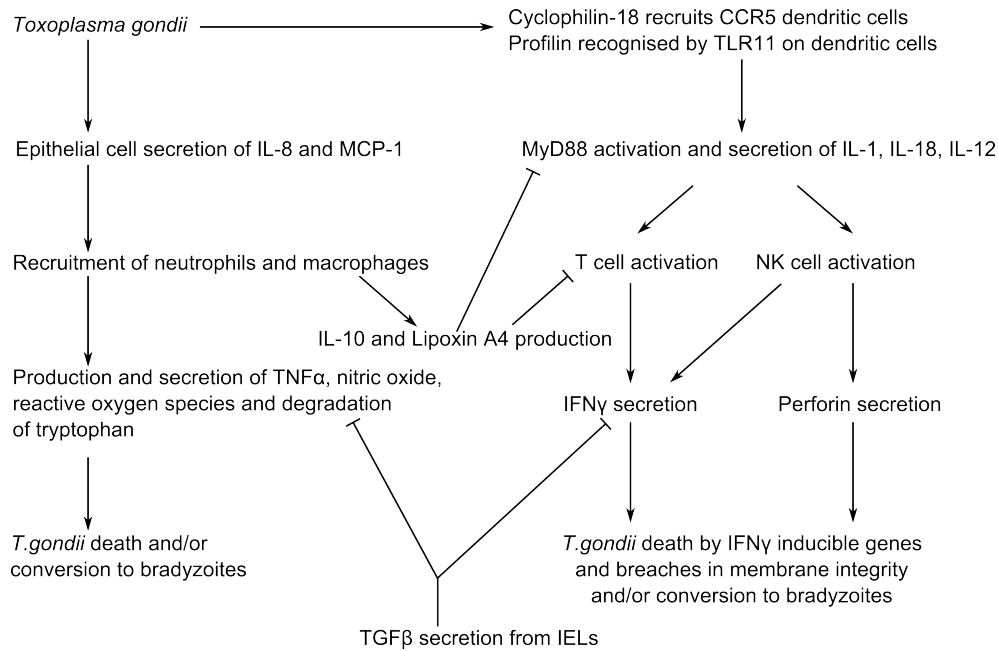 Toxoplasma gondii
Cyclophilin-18 recruits CCR5 dendritic cells
Profilin recognised by TLR11 on dendritic cells
Epithelial cell secretion of IL-8 and MCP-1
MyD88 activation and secretion of IL-1, IL-18, IL-12
Recruitment of neutrophils and macrophages
T cell activation
NK cell activation
IL-10 and Lipoxin A4 production
Production and secretion of TNFα, nitric oxide,
reactive oxygen species and degradation
of tryptophan
IFNγ secretion
Perforin secretion
T.gondii death and/or
conversion to bradyzoites
T.gondii death by IFNγ inducible genes
and breaches in membrane integrity
and/or conversion to bradyzoites
TGFβ secretion from IELs